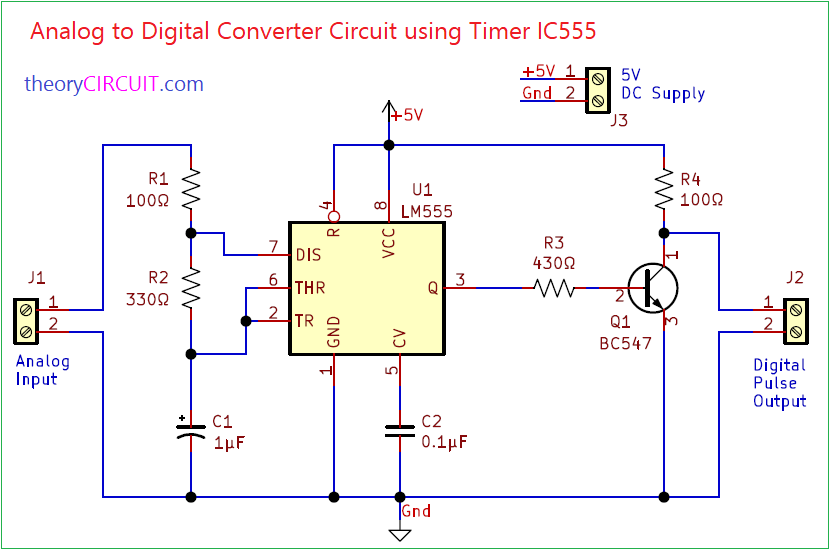 Analog to Digital Converter Circuit using Timer IC555
theoryCIRCUIT.com
+5V 1
Gnd 2
5V
DC Supply
J3
+5V
R1
100Ω
R2
330Ω
J1
1
2
Analog
Input
C1
+
1µF
U1
LM555
4
8
R
VCC
7
DIS
6
THR
2
TR
Q
3
GND
CV
1
5
C2
0.1µF
R3
430Ω
R4
100Ω
1
2
3
Q1
BC547
J2
1
2
Digital
Pulse
Output
Gnd